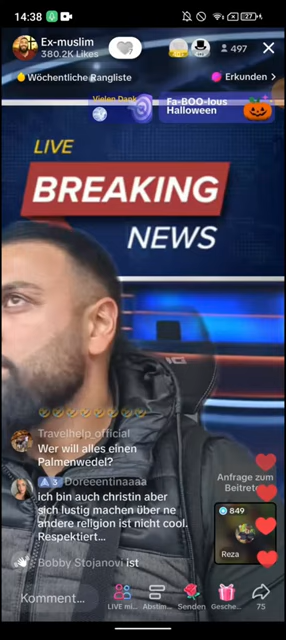 14:38
27
Ex-muslim
380.2K Likes
497
Wöchentliche Rangliste
Erkunden
Vielen Dank
Fa-BOO-lous
Halloween
LIVE
BREAKING
NEWS
Travelhelp_official
Wer will alles einen
Palmenwedel?
A 3 Doreeentinaaaa
ich bin auch christin aber
sich lustig machen über ne
andere religion ist nicht cool.
Respektiert...
Bobby Stojanovi ist
Anfrage zum
Beitrete
849
Reza
Komment...
LIVE mi...
Abstim...
Senden
Gesche...
75